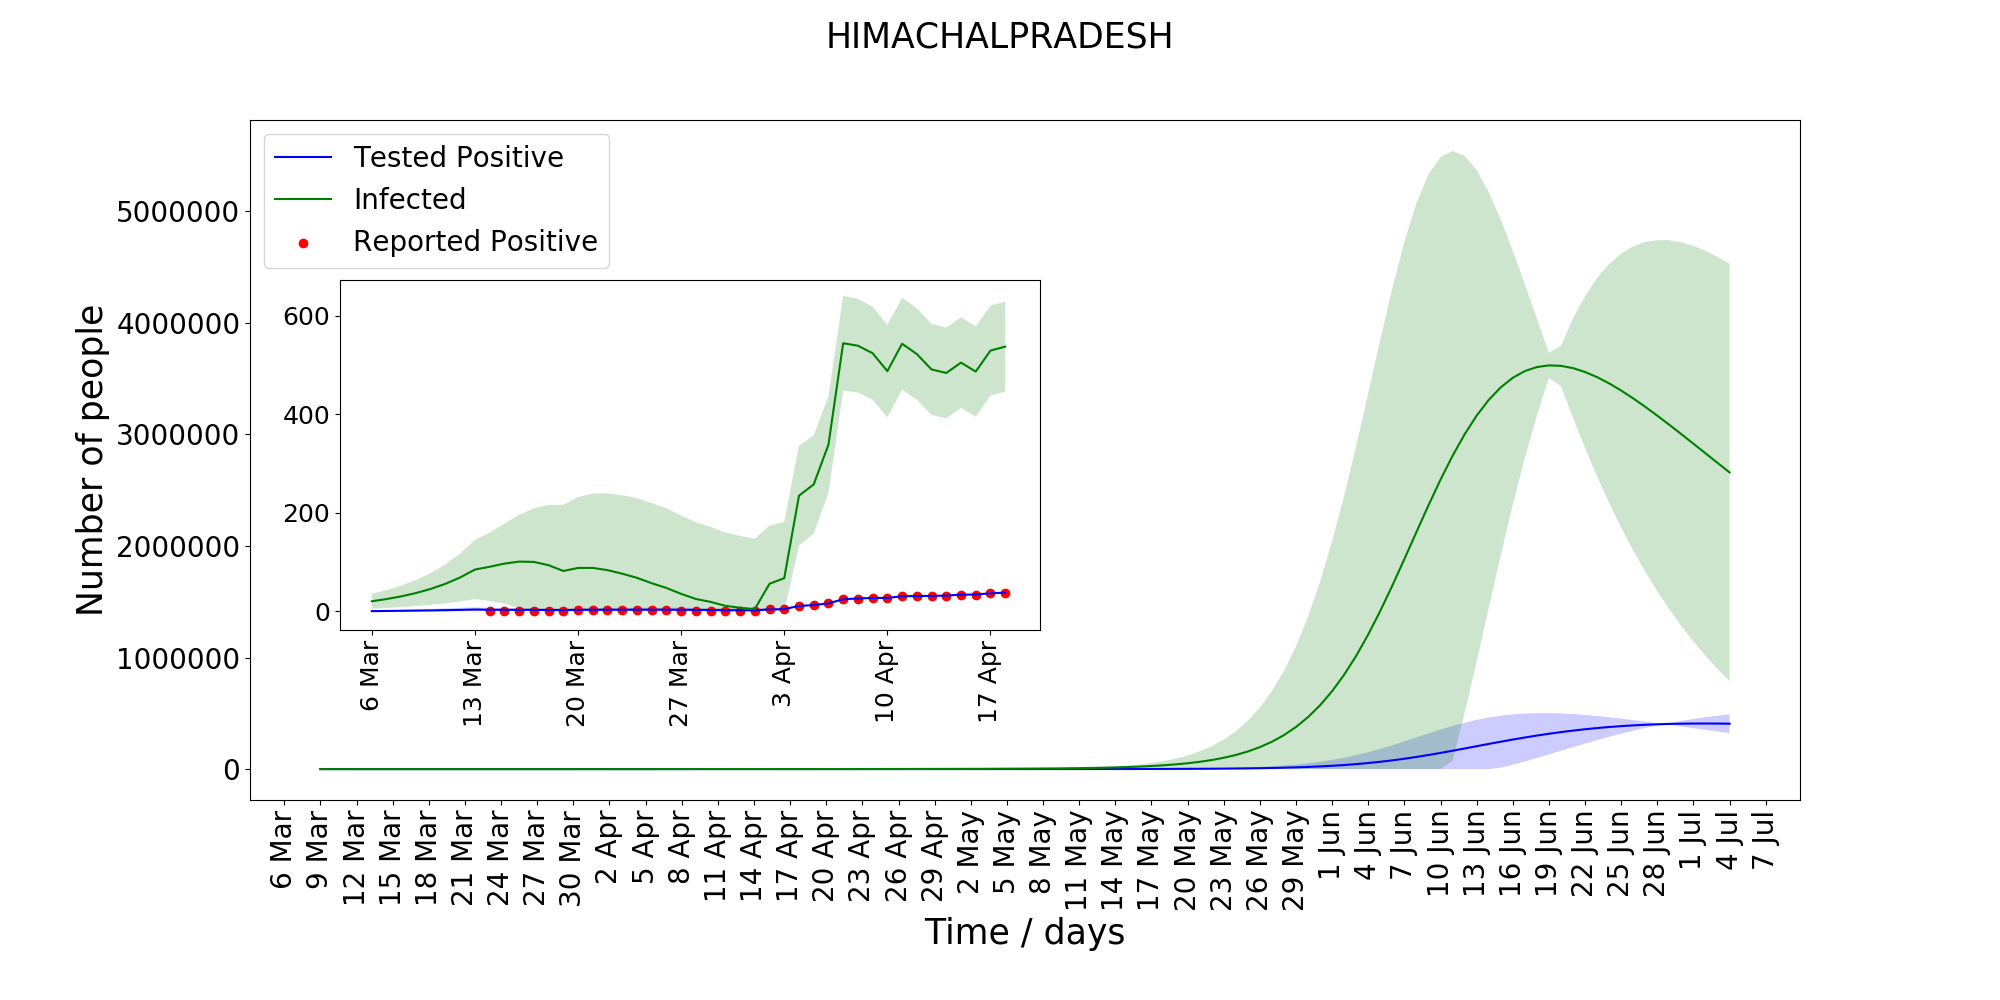 HIMACHALPRADESH
Tested Positive
Infected
Reported Positive
Number of people
5000000
4000000
3000000
2000000
1000000
0
600
400
200
0
6 Mar
13 Mar
20 Mar
27 Mar
3 Apr
10 Apr
17 Apr
6 Mar
9 Mar
12 Mar
15 Mar
18 Mar
21 Mar
24 Mar
27 Mar
30 Mar
2 Apr
5 Apr
8 Apr
11 Apr
14 Apr
17 Apr
20 Apr
23 Apr
26 Apr
29 Apr
2 May
5 May
8 May
11 May
14 May
17 May
20 May
23 May
26 May
29 May
1 Jun
4 Jun
7 Jun
10 Jun
13 Jun
16 Jun
19 Jun
22 Jun
25 Jun
28 Jun
1 Jul
4 Jul
7 Jul
Time / days